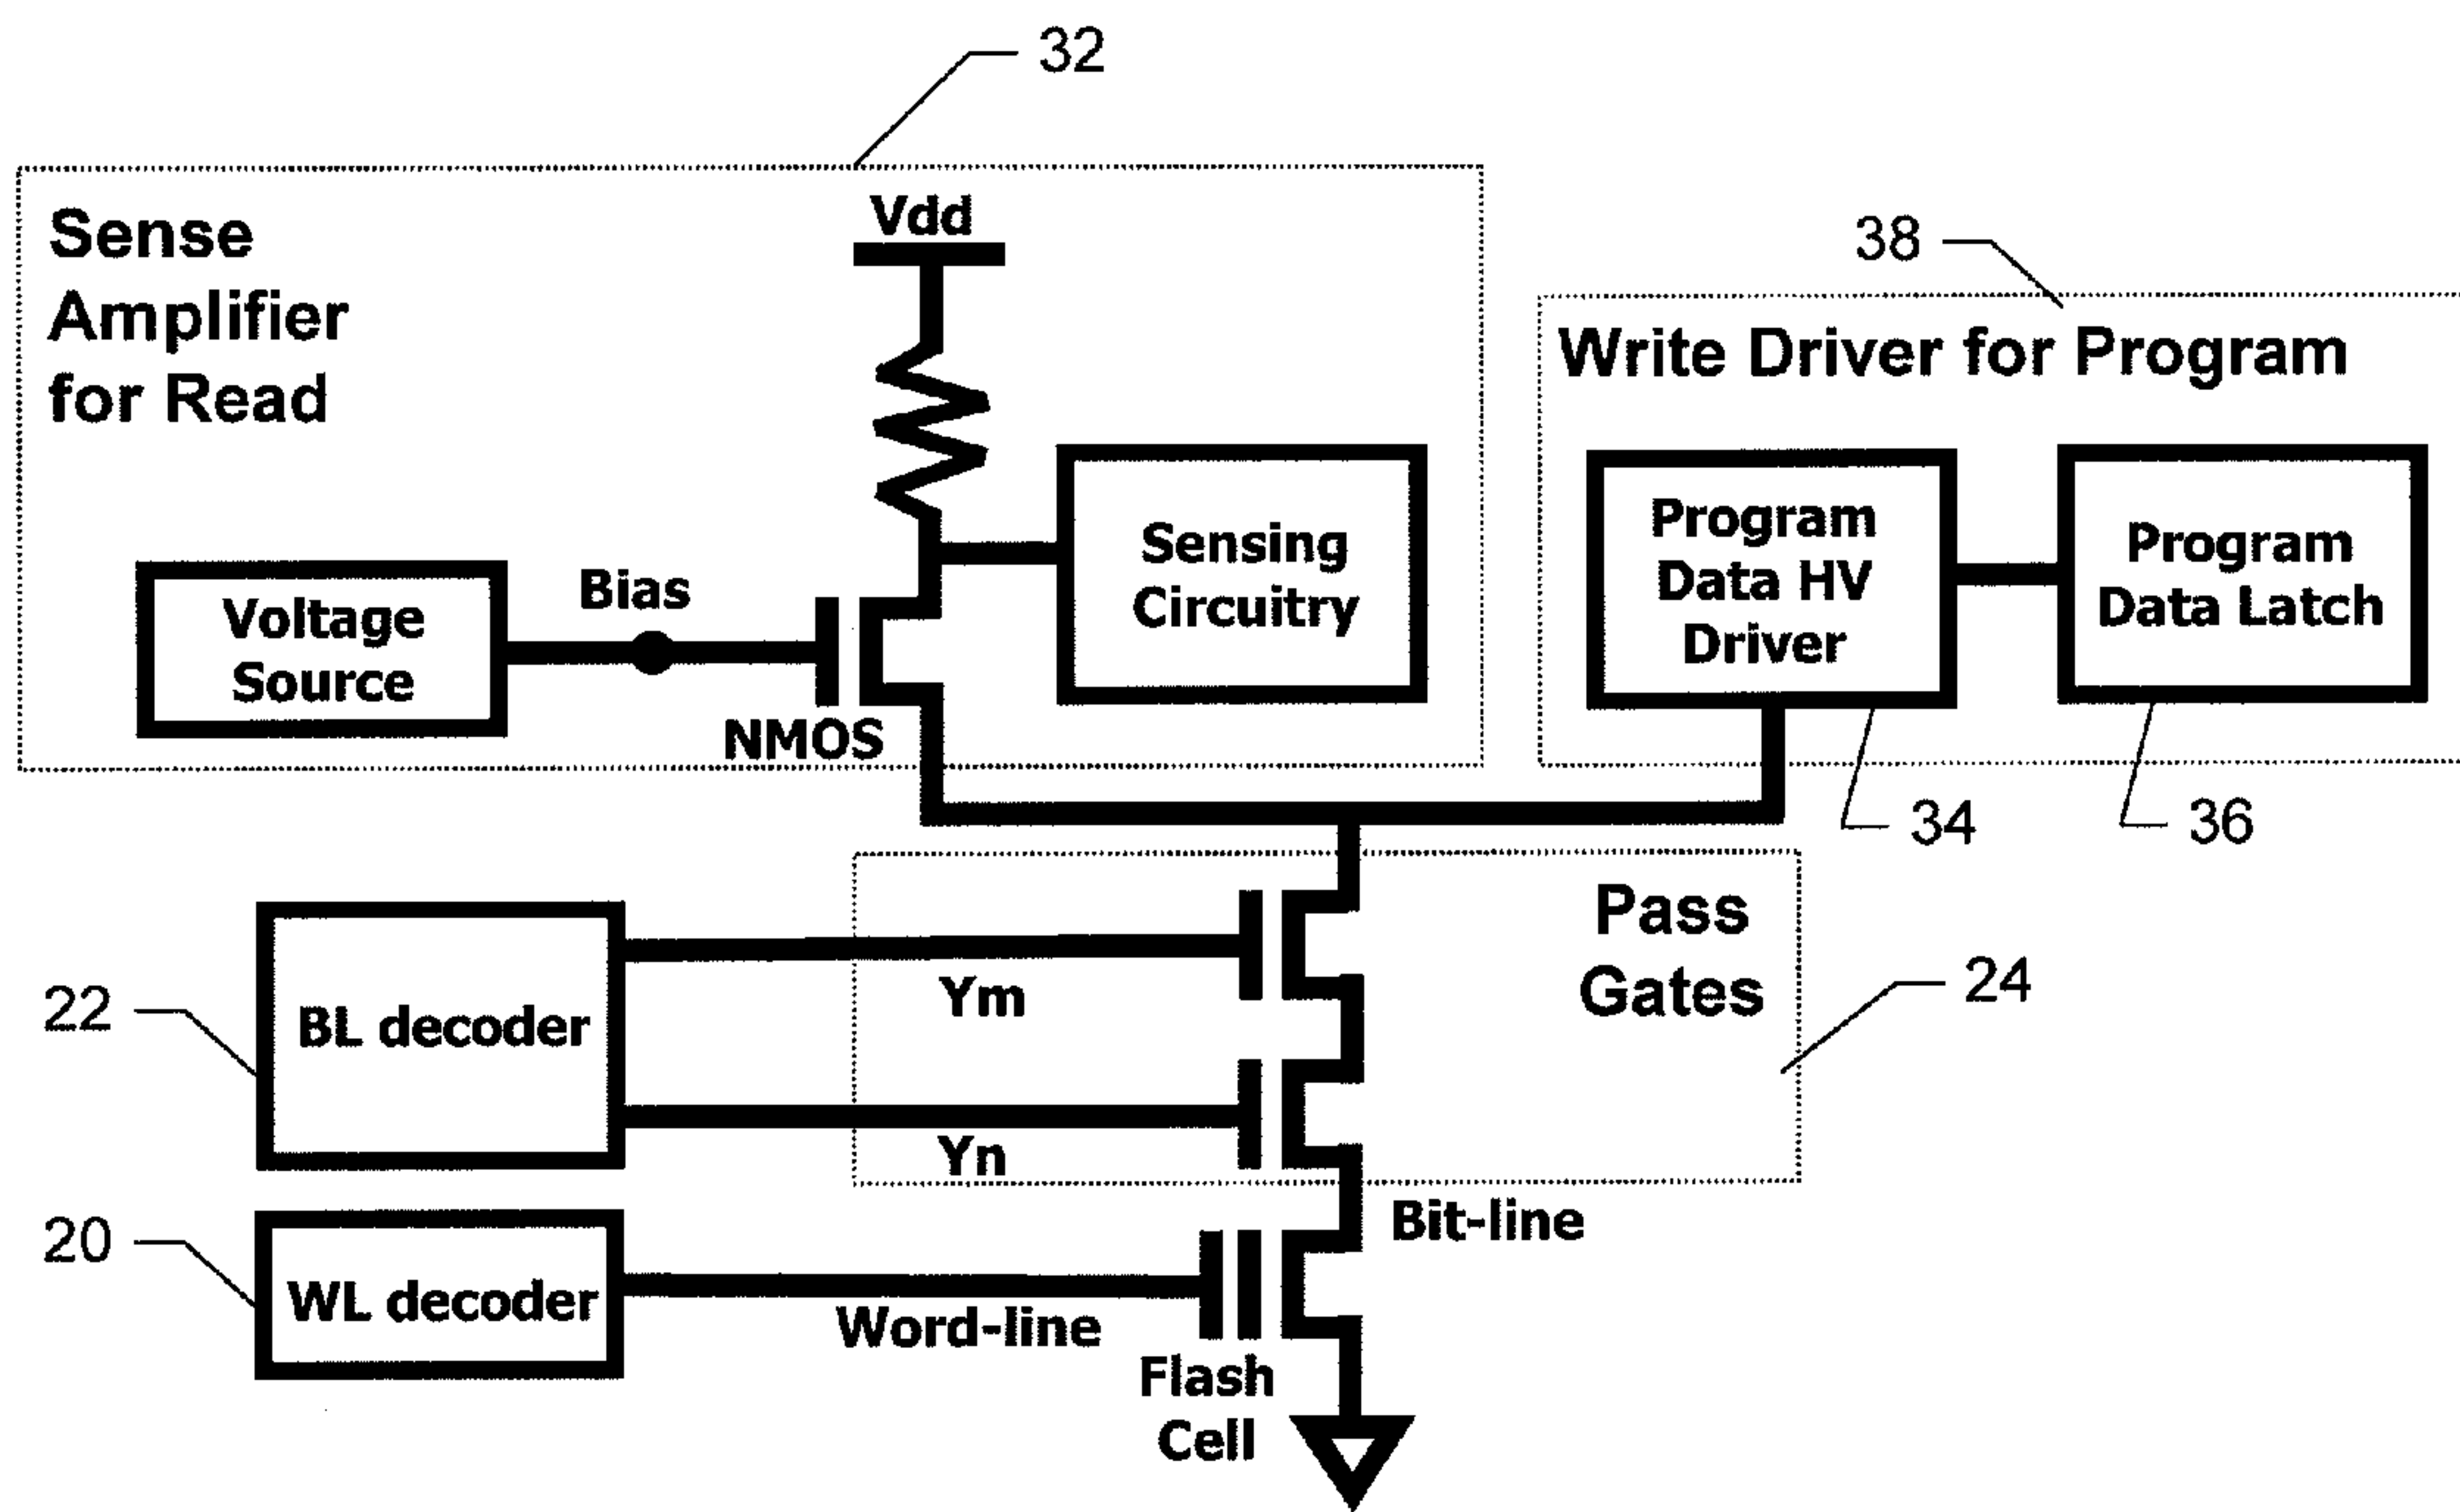 32
Sense
Amplifier
for Read
Vdd
38
Write Driver for Program
Voltage
Source
Bias
NMOS
Sensing
Circuitry
Program
Data HV
Driver
Program
Data Latch
34
36
Pass
Gates
24
22
BL decoder
Ym
Yn
Bit-line
20
WL decoder
Word-line
Flash
Cell